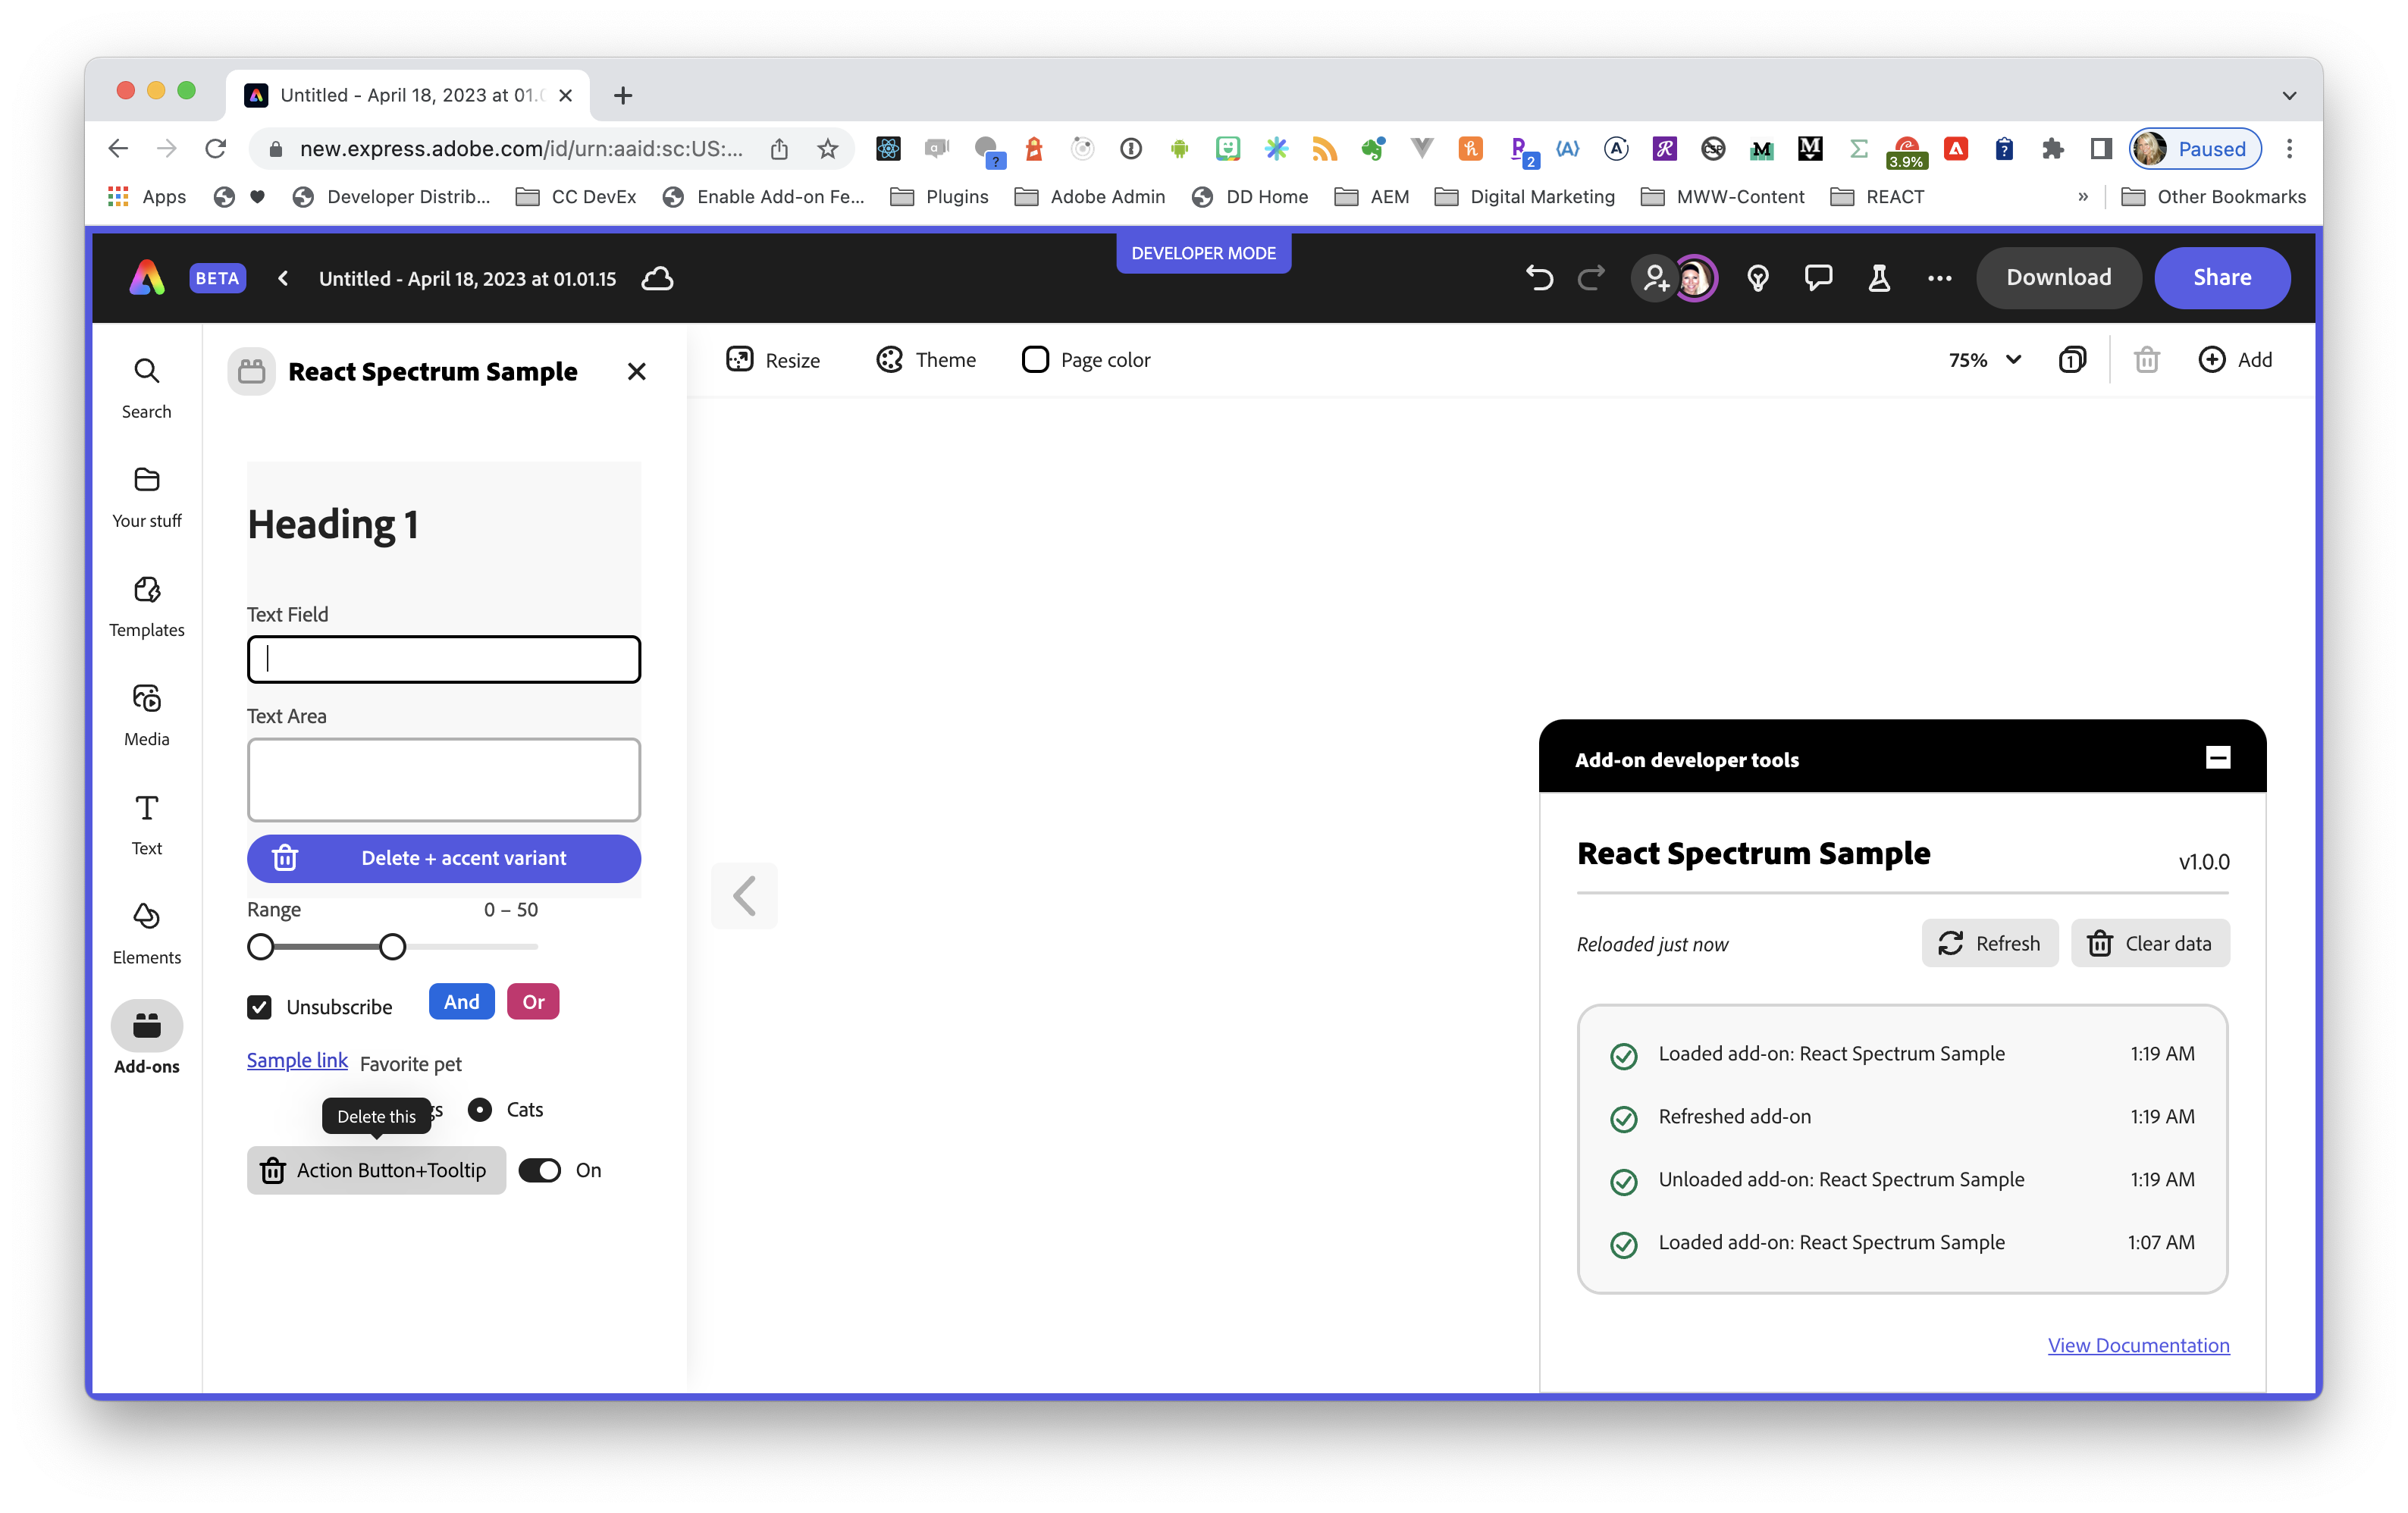 Untitled - April 18, 2023 at 01.
new.express.adobe.com/id/urn:aaid:sc:US:...
a
?
2
CSP
3.9%
Paused
Apps
Developer Distrib...
CC DevEx
Enable Add-on Fe...
Plugins
Adobe Admin
DD Home
AEM
Digital Marketing
MWW-Content
REACT
»
Other Bookmarks
BETA
Untitled - April 18, 2023 at 01.01.15
DEVELOPER MODE
Download
Share
Search
Your stuff
Templates
Media
Text
Elements
Add-ons
React Spectrum Sample
Resize
Theme
Page color
75%
1
Add
Heading 1
Text Field
Text Area
Delete + accent variant
Range 0 – 50
Unsubscribe
And
Or
Sample link
Favorite pet
Delete this
gs
Cats
Action Button+Tooltip
On
Add-on developer tools
React Spectrum Sample
v1.0.0
Reloaded just now
Refresh
Clear data
Loaded add-on: React Spectrum Sample 1:19 AM
Refreshed add-on 1:19 AM
Unloaded add-on: React Spectrum Sample 1:19 AM
Loaded add-on: React Spectrum Sample 1:07 AM
View Documentation